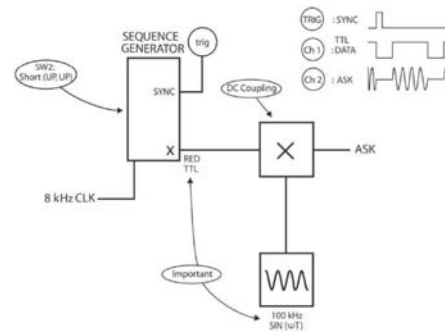 SEQUENCE
GENERATOR
trig
TRIG : SYNC
TTL
Ch 1 : DATA
Ch 2 : ASK
SW2:
Short (UP, UP)
SYNC
DC Coupling
X
RED
TTL
X
ASK
8 kHz CLK
Important
100 kHz
SIN (ωT)